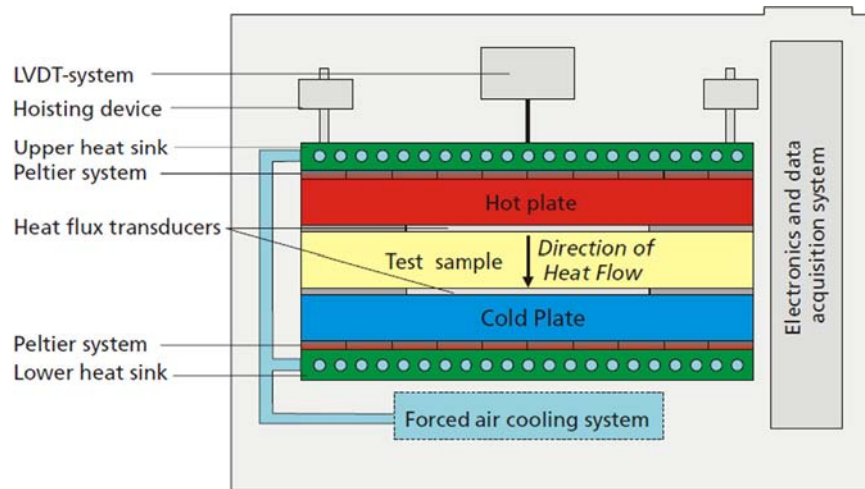 LVDT-system
Hoisting device
Upper heat sink
Peltier system
Hot plate
Heat flux transducers
Test sample
Direction of
Heat Flow
Cold Plate
Peltier system
Lower heat sink
Forced air cooling system
Electronics and data
acquisition system